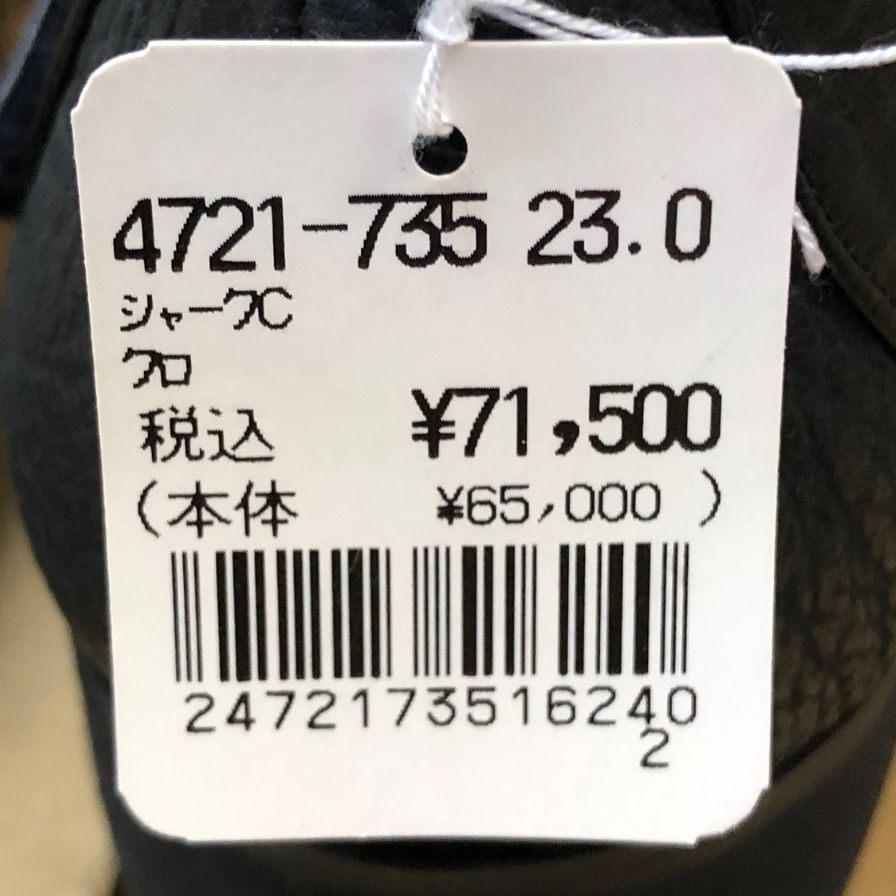 4721-735 23.0
シャークC
クロ
税込 ¥71,500
(本体 ¥65,000 )
2472173516240
2